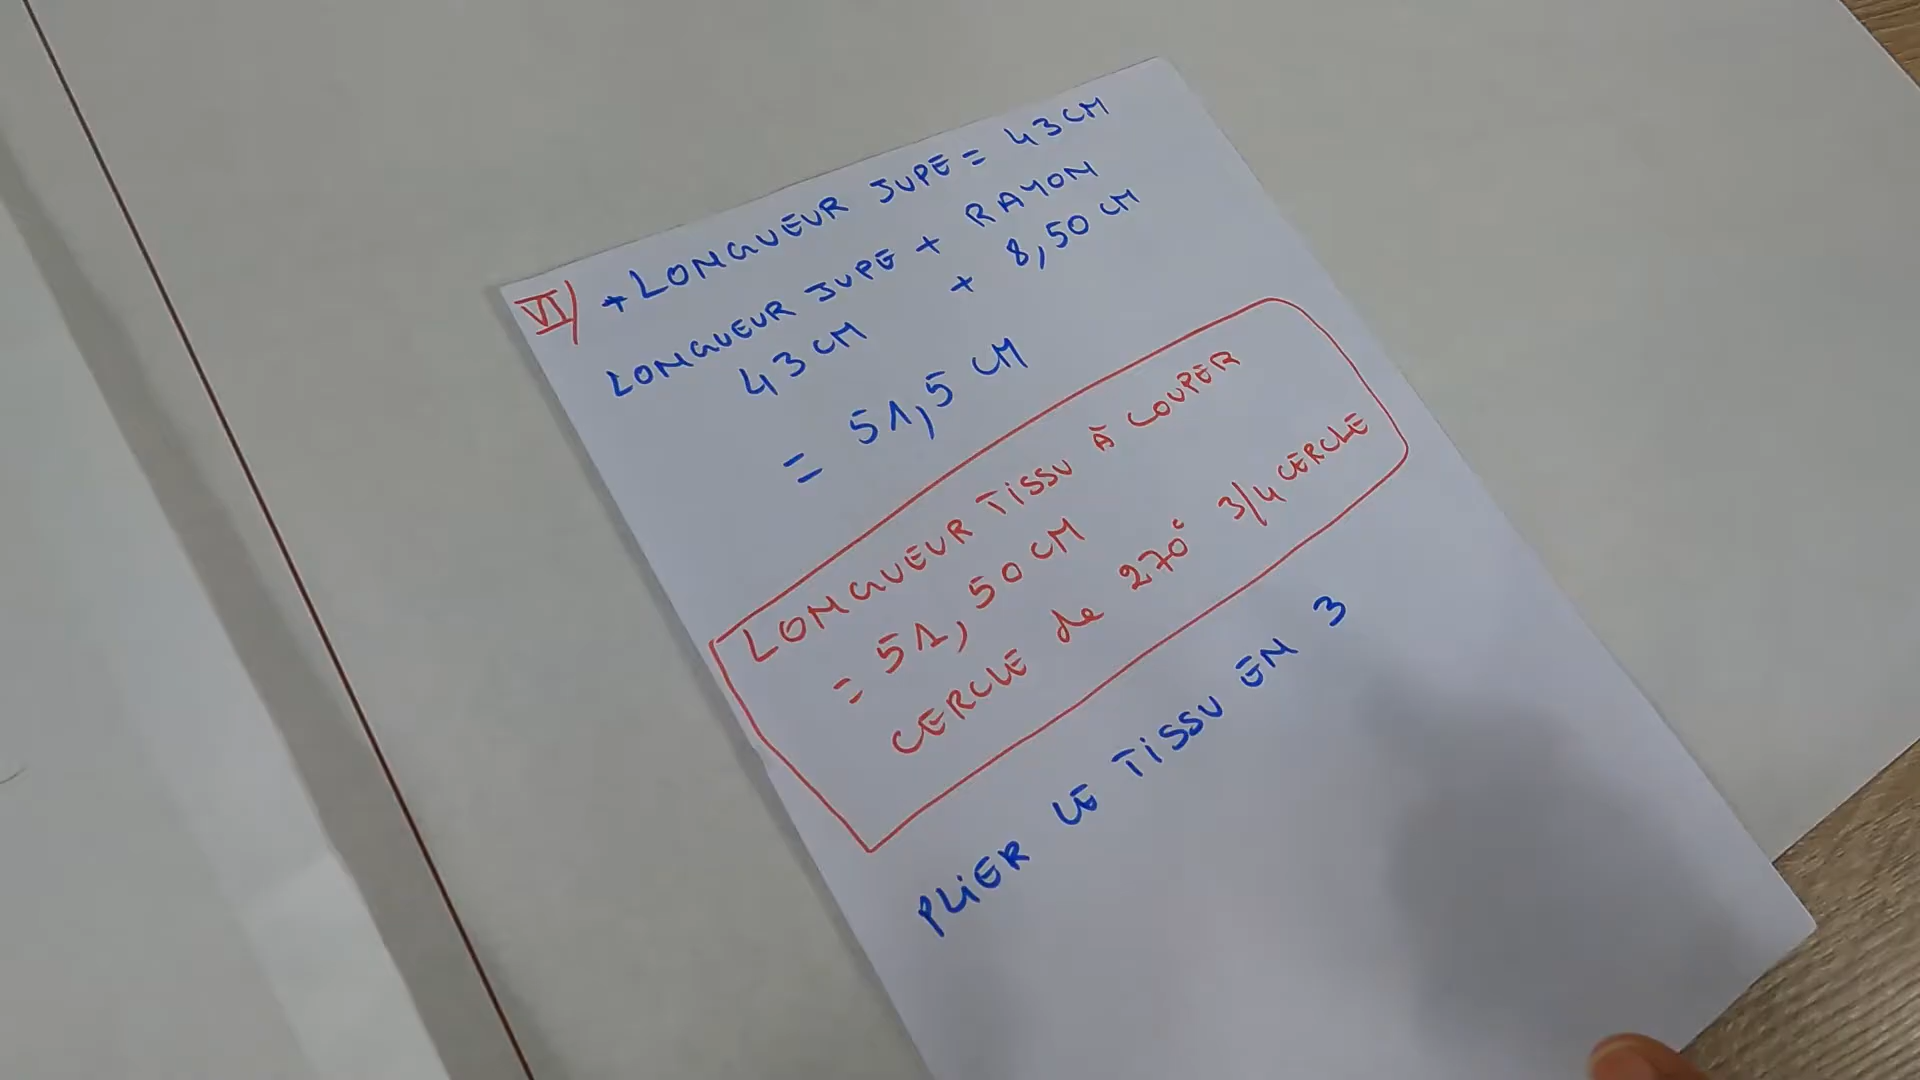 VI) + LONGUEUR JUPE = 43 CM
LONGUEUR JUPE + RAYON
43 CM + 8,50 CM
= 51,5 CM
LONGUEUR TISSU À COUPER
= 51,50 CM
CERCLE de 270° 3/4 CERCLE
PLIER LE TISSU EN 3